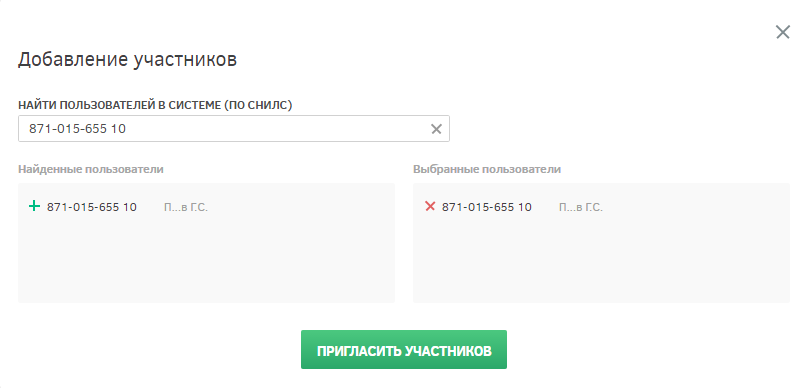 Добавление участников
НАЙТИ ПОЛЬЗОВАТЕЛЕЙ В СИСТЕМЕ (ПО СНИЛС)
871-015-655 10
Найденные пользователи
Выбранные пользователи
871-015-655 10 П...в Г.С.
871-015-655 10 П...в Г.С.
ПРИГЛАСИТЬ УЧАСТНИКОВ